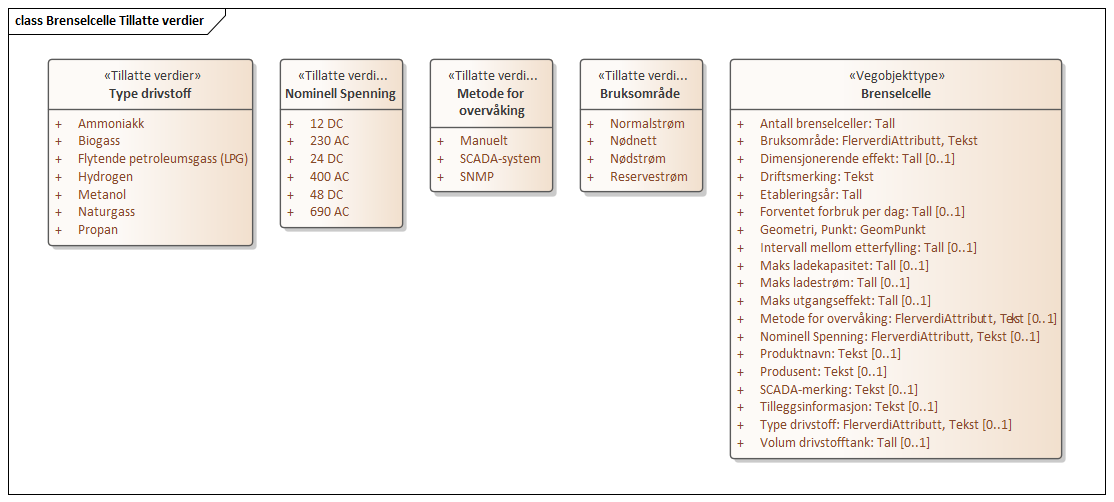 class Brenselcelle Tillatte verdier
«Tillatte verdier»
Type drivstoff
+ Ammoniakk
+ Biogass
+ Flytende petroleumsgass (LPG)
+ Hydrogen
+ Metanol
+ Naturgass
+ Propan
«Tillatte verdi...
Nominell Spenning
+ 12 DC
+ 230 AC
+ 24 DC
+ 400 AC
+ 48 DC
+ 690 AC
«Tillatte verdi...
Metode for
overvåking
+ Manuelt
+ SCADA-system
+ SNMP
«Tillatte verdi...
Bruksområde
+ Normalstrøm
+ Nødnett
+ Nødstrøm
+ Reservestrøm
«Vegobjekttype»
Brenselcelle
+ Antall brenselceller: Tall
+ Bruksområde: FlerverdiAttributt, Tekst
+ Dimensjonerende effekt: Tall [0..1]
+ Driftsmerking: Tekst
+ Etableringsår: Tall
+ Forventet forbruk per dag: Tall [0..1]
+ Geometri, Punkt: GeomPunkt
+ Intervall mellom etterfylling: Tall [0..1]
+ Maks ladekapasitet: Tall [0..1]
+ Maks ladestrøm: Tall [0..1]
+ Maks utgangseffekt: Tall [0..1]
+ Metode for overvåking: FlerverdiAttributt, Tekst [0..1]
+ Nominell Spenning: FlerverdiAttributt, Tekst [0..1]
+ Produktnavn: Tekst [0..1]
+ Produsent: Tekst [0..1]
+ SCADA-merking: Tekst [0..1]
+ Tilleggsinformasjon: Tekst [0..1]
+ Type drivstoff: FlerverdiAttributt, Tekst [0..1]
+ Volum drivstofftank: Tall [0..1]